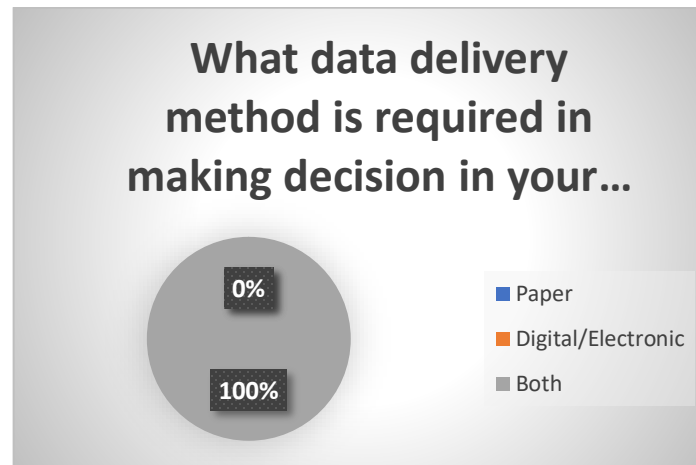 What data delivery
method is required in
making decision in your…
0%
100%
Paper
Digital/Electronic
Both